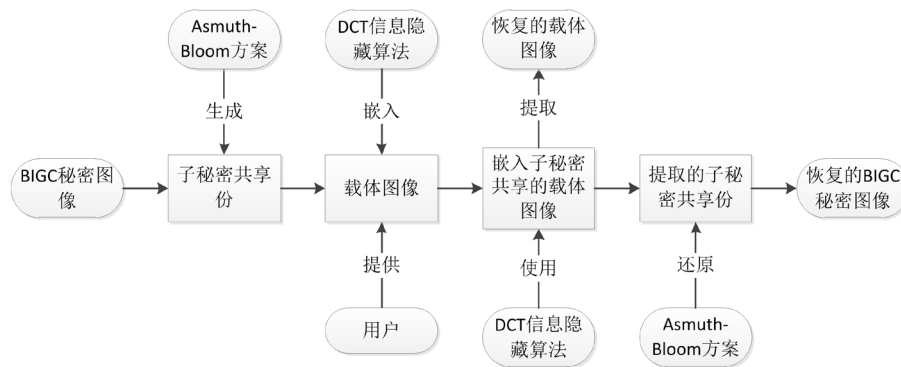 Asmuth-
Bloom方案
DCT信息隐
藏算法
恢复的载体
图像
生成
嵌入
提取
BIGC秘密图
像
子秘密共享
份
载体图像
嵌入子秘密
共享的载体
图像
提取的子秘
密共享份
恢复的BIGC
秘密图像
提供
使用
还原
用户
DCT信息隐
藏算法
Asmuth-
Bloom方案